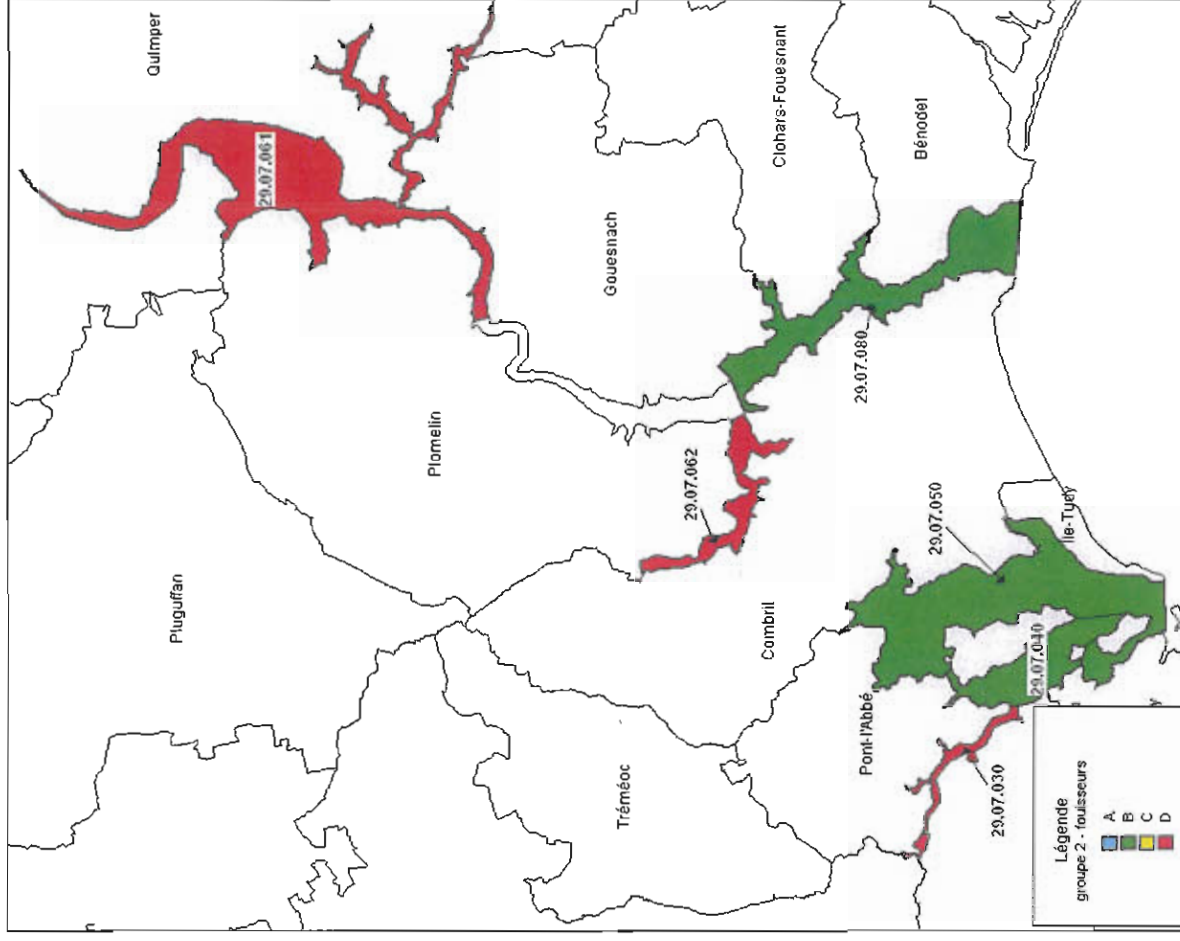 Quimper
29.07.061
Pluguffan
Plomelin
Gouesnach
Clohars-Fouesnant
Bénodet
29.07.080
29.07.062
29.07.050
Ile-Tudy
Combril
29.07.040
Pont-l'Abbé
Tréméoc
29.07.030
y
Légende
groupe 2 - fouisseurs
A
B
C
D